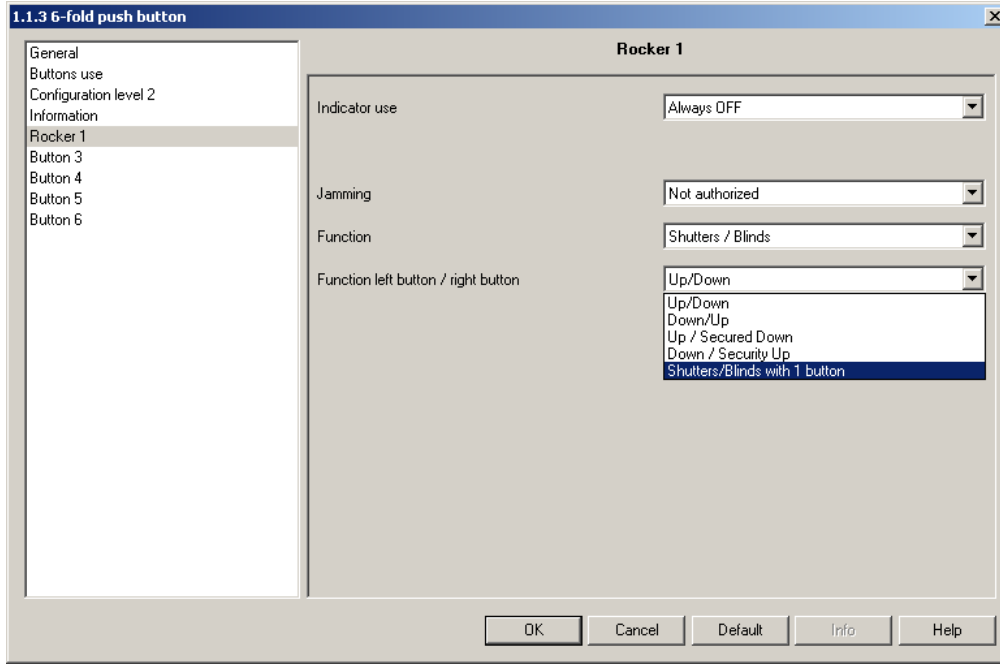 1.1.3 6-fold push button
General
Buttons use
Configuration level 2
Information
Rocker 1
Button 3
Button 4
Button 5
Button 6
Rocker 1
Indicator use
Always OFF
Jamming
Not authorized
Function
Shutters / Blinds
Function left button / right button
Up/Down
Up/Down
Down/Up
Up / Secured Down
Down / Security Up
Shutters/Blinds with 1 button
OK
Cancel
Default
Info
Help